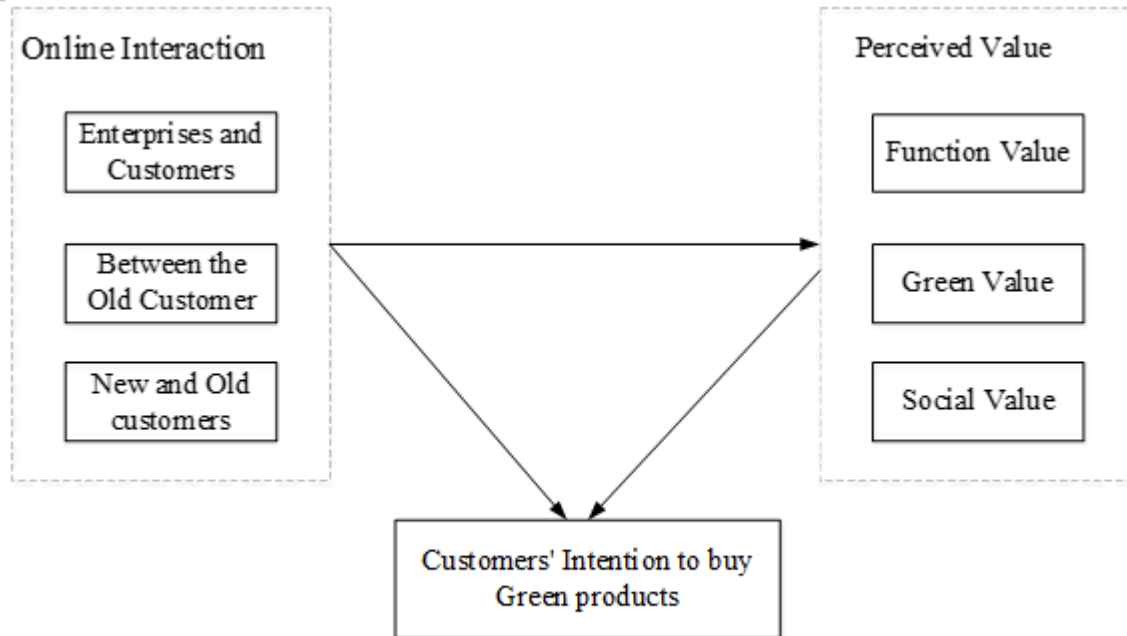 Online Interaction
Enterprises and
Customers
Between the
Old Customer
New and Old
customers
Perceived Value
Function Value
Green Value
Social Value
Customers' Intention to buy
Green products